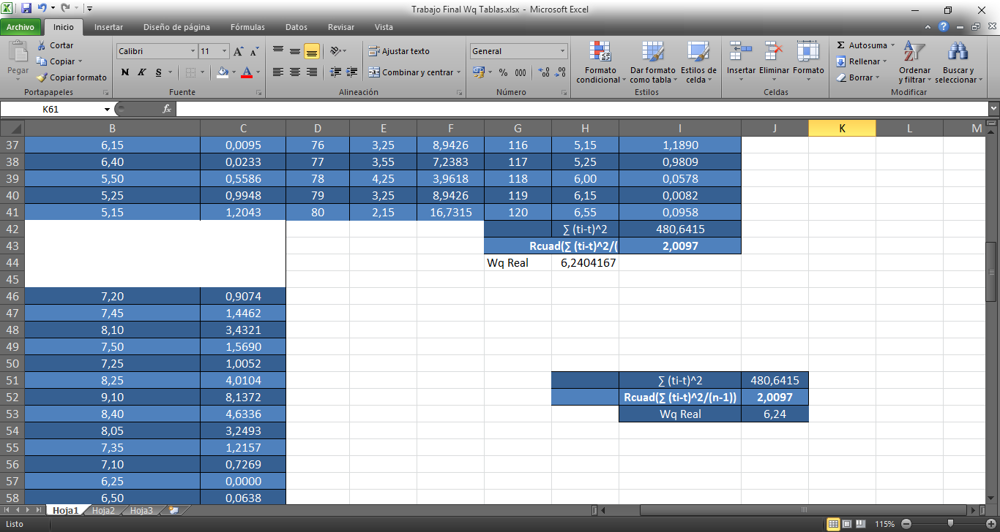 Trabajo Final Wq Tablas.xlsx - Microsoft Excel
Archivo Inicio Insertar Diseño de página Fórmulas Datos Revisar Vista
Pegar
Cortar
Copiar
Copiar formato
Portapapeles
Calibri 11
N K S
Fuente
Ajustar texto
Combinar y centrar
Alineación
General
% 000
Número
Formato condicional
Dar formato como tabla
Estilos de celda
Estilos
Insertar Eliminar Formato
Celdas
Autosuma
Rellenar
Borrar
Ordenar y filtrar
Buscar y seleccionar
Modificar
K61 fx
B C D E F G H I J K L M
37 6,15 0,0095 76 3,25 8,9426 116 5,15 1,1890
38 6,40 0,0233 77 3,55 7,2383 117 5,25 0,9809
39 5,50 0,5586 78 4,25 3,9618 118 6,00 0,0578
40 5,25 0,9948 79 3,25 8,9426 119 6,15 0,0082
41 5,15 1,2043 80 2,15 16,7315 120 6,55 0,0958
42 ∑ (ti-t)^2 480,6415
43 Rcuad(∑ (ti-t)^2/( 2,0097
44 Wq Real 6,2404167
45
46 7,20 0,9074
47 7,45 1,4462
48 8,10 3,4321
49 7,50 1,5690
50 7,25 1,0052
51 8,25 4,0104 ∑ (ti-t)^2 480,6415
52 9,10 8,1372 Rcuad(∑ (ti-t)^2/(n-1)) 2,0097
53 8,40 4,6336 Wq Real 6,24
54 8,05 3,2493
55 7,35 1,2157
56 7,10 0,7269
57 6,25 0,0000
58 6,50 0,0638
Hoja1 Hoja2 Hoja3
Listo 115%